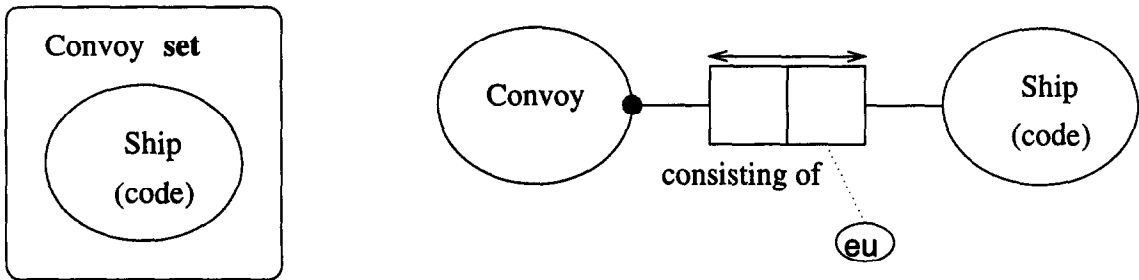 Convoy set
Ship
(code)
Convoy
consisting of
eu
Ship
(code)